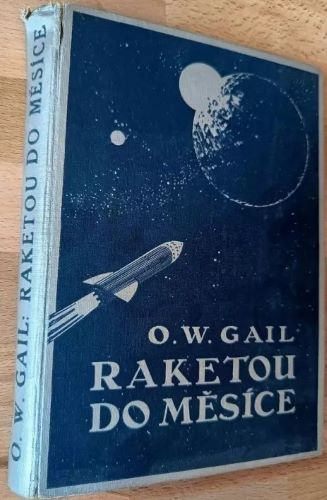 O. W. GAIL: RAKETOU DO MĚSÍCE
O. W. GAIL
RAKETOU
DO MĚSÍCE